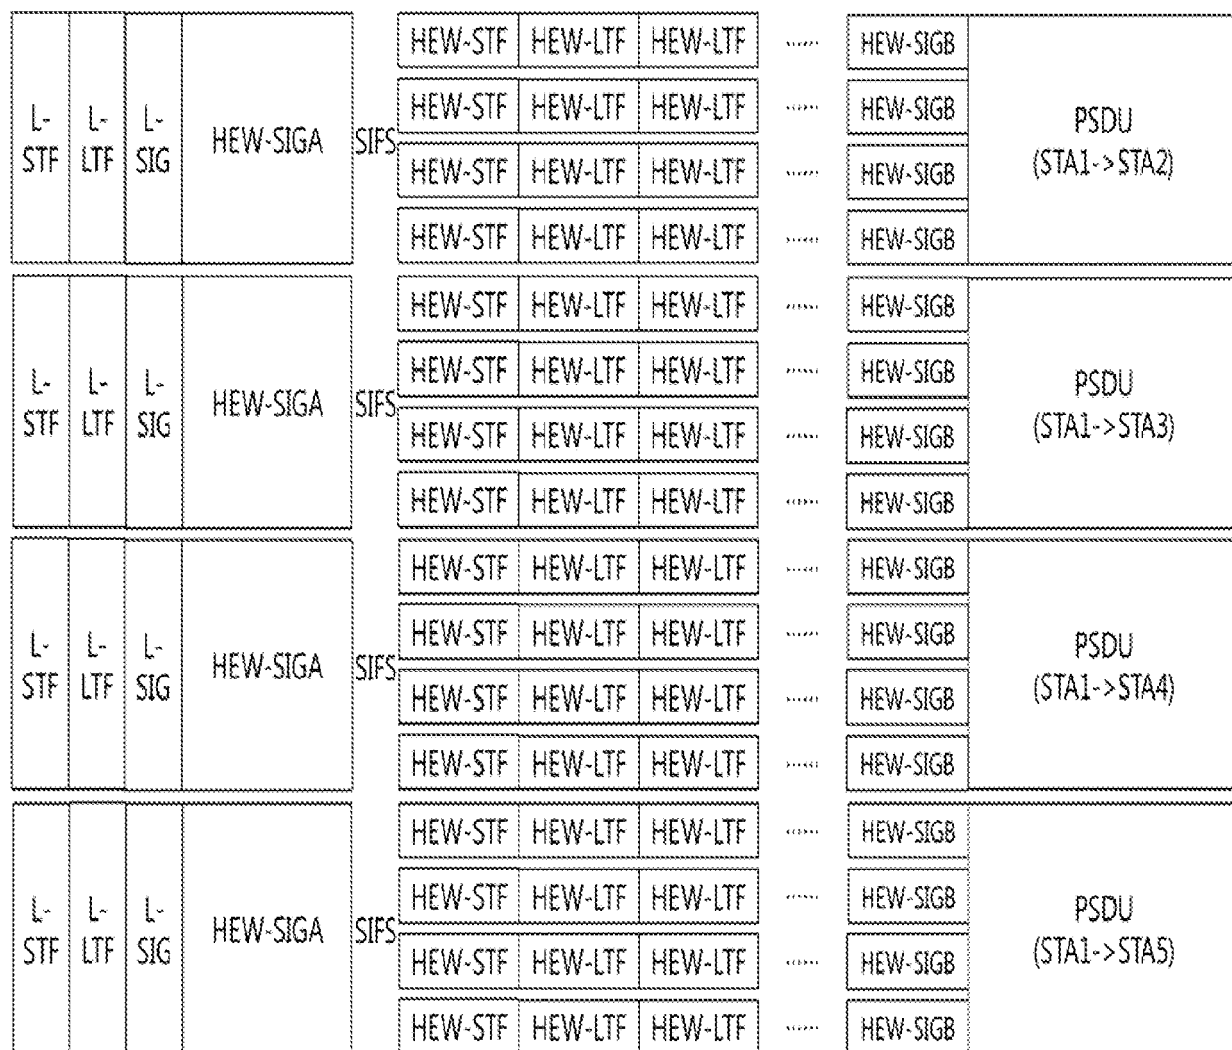 HEW-STF HEW-LTF HEW-LTF ...... HEW-SIGB
HEW-STF HEW-LTF HEW-LTF ...... HEW-SIGB
L-STF L-LTF L-SIG HEW-SIGA SIFS PSDU
(STA1->STA2)
HEW-STF HEW-LTF HEW-LTF ...... HEW-SIGB
HEW-STF HEW-LTF HEW-LTF ...... HEW-SIGB
HEW-STF HEW-LTF HEW-LTF ...... HEW-SIGB
HEW-STF HEW-LTF HEW-LTF ...... HEW-SIGB
L-STF L-LTF L-SIG HEW-SIGA SIFS PSDU
(STA1->STA3)
HEW-STF HEW-LTF HEW-LTF ...... HEW-SIGB
HEW-STF HEW-LTF HEW-LTF ...... HEW-SIGB
HEW-STF HEW-LTF HEW-LTF ...... HEW-SIGB
HEW-STF HEW-LTF HEW-LTF ...... HEW-SIGB
L-STF L-LTF L-SIG HEW-SIGA SIFS PSDU
(STA1->STA4)
HEW-STF HEW-LTF HEW-LTF ...... HEW-SIGB
HEW-STF HEW-LTF HEW-LTF ...... HEW-SIGB
HEW-STF HEW-LTF HEW-LTF ...... HEW-SIGB
HEW-STF HEW-LTF HEW-LTF ...... HEW-SIGB
L-STF L-LTF L-SIG HEW-SIGA SIFS PSDU
(STA1->STA5)
HEW-STF HEW-LTF HEW-LTF ...... HEW-SIGB
HEW-STF HEW-LTF HEW-LTF ...... HEW-SIGB